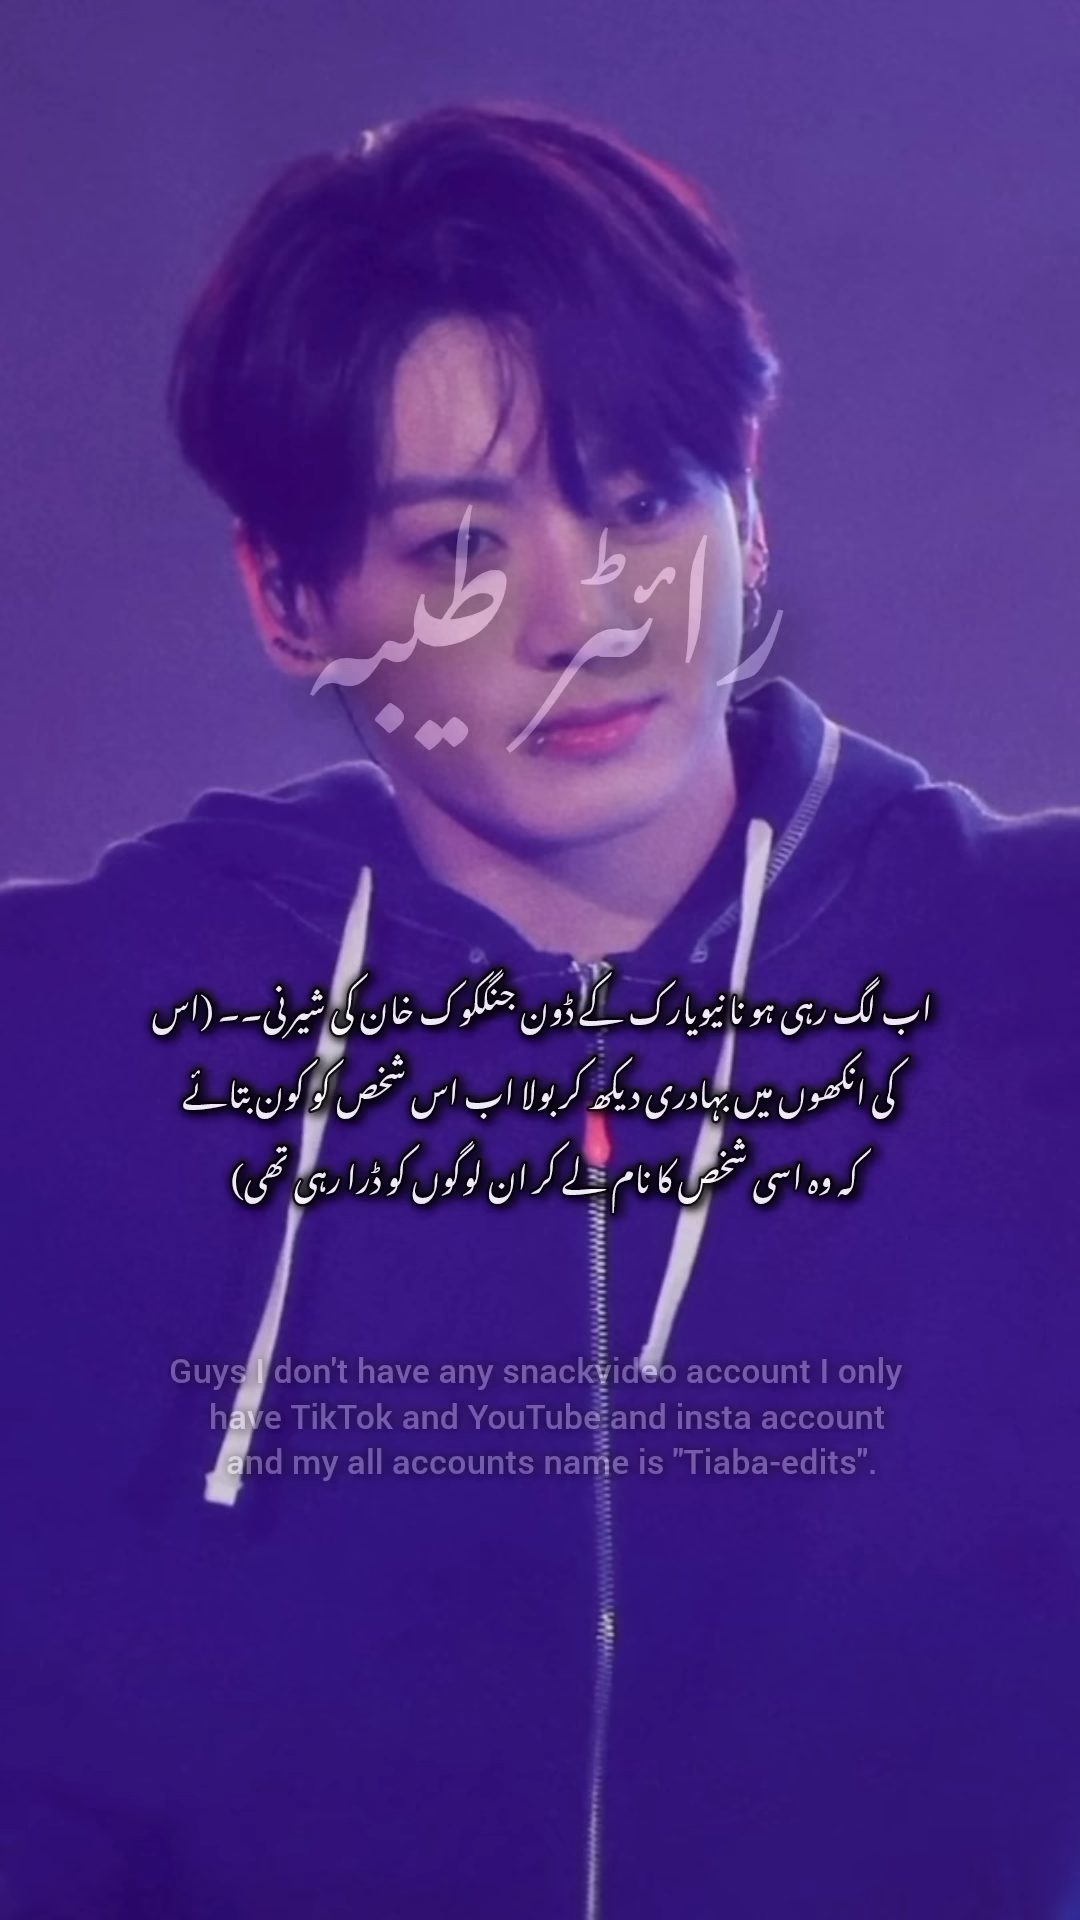 رائٹر طیبہ
اب لگ رہی ہو نا نیویارک کے ڈون جنگکوک خان کی شیرنی۔۔ (اس
کی انکھوں میں بہادری دیکھ کر بولا اب اس شخص کو کون بتائے
کہ وہ اسی شخص کا نام لے کر ان لوگوں کو ڈرا رہی تھی)
Guys I don't have any snackvideo account I only
have TikTok and YouTube and insta account
and my all accounts name is "Tiaba-edits".